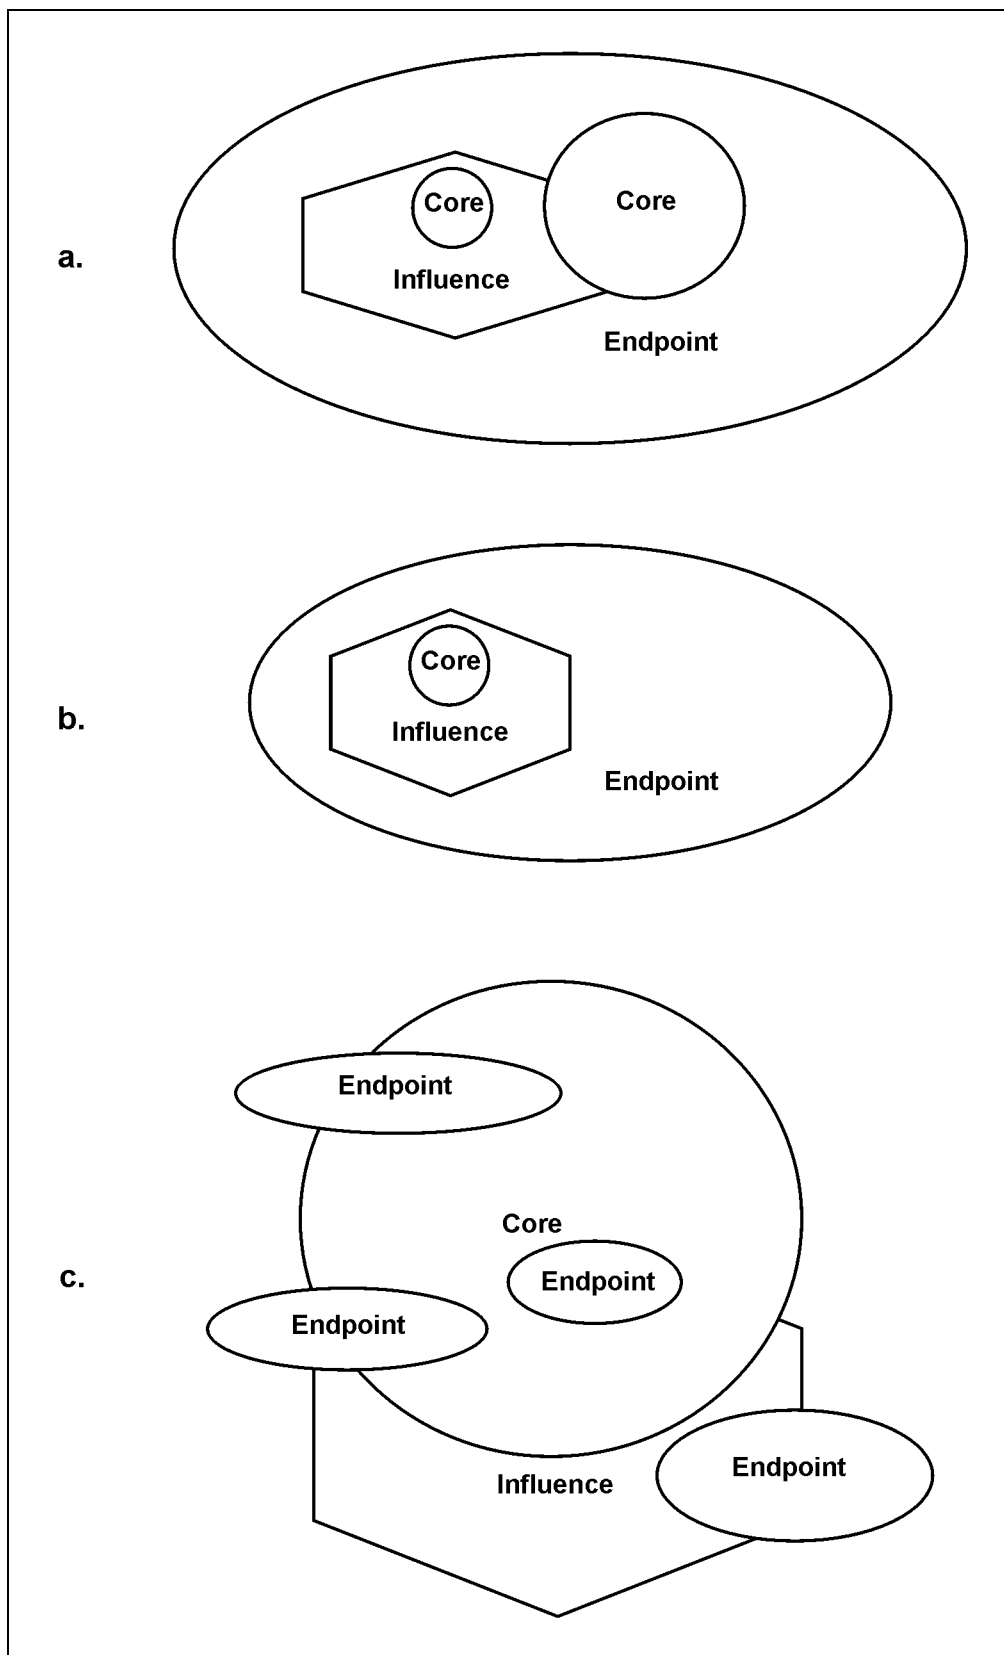 a.
Core
Core
Influence
Endpoint
b.
Core
Influence
Endpoint
c.
Endpoint
Core
Endpoint
Endpoint
Endpoint
Influence